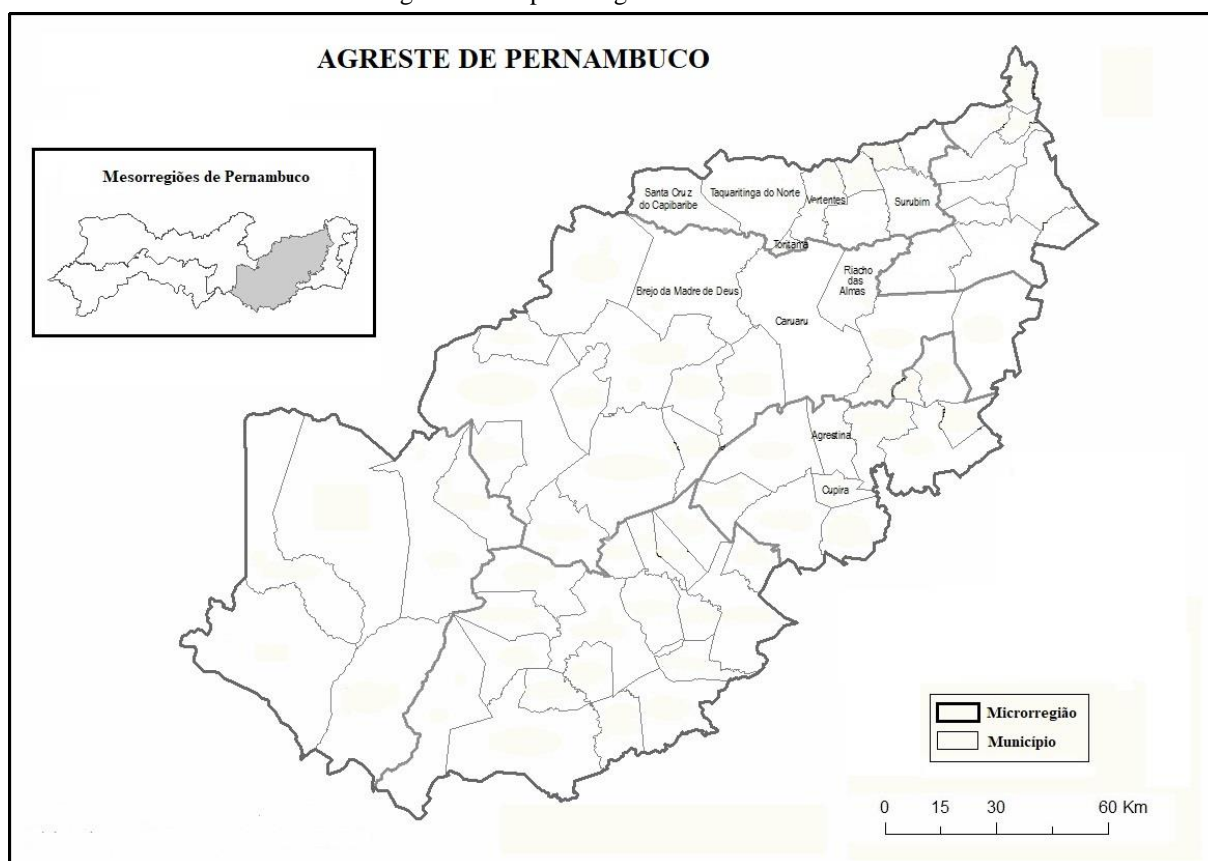 AGRESTE DE PERNAMBUCO
Mesorregiões de Pernambuco
Santa Cruz
do Capibaribe
Taquaritinga do Norte
Vertentes
Surubim
Toritama
Brejo da Madre de Deus
Riacho
das
Almas
Caruaru
Agrestina
Cupira
Microrregião
Município
0 15 30 60 Km